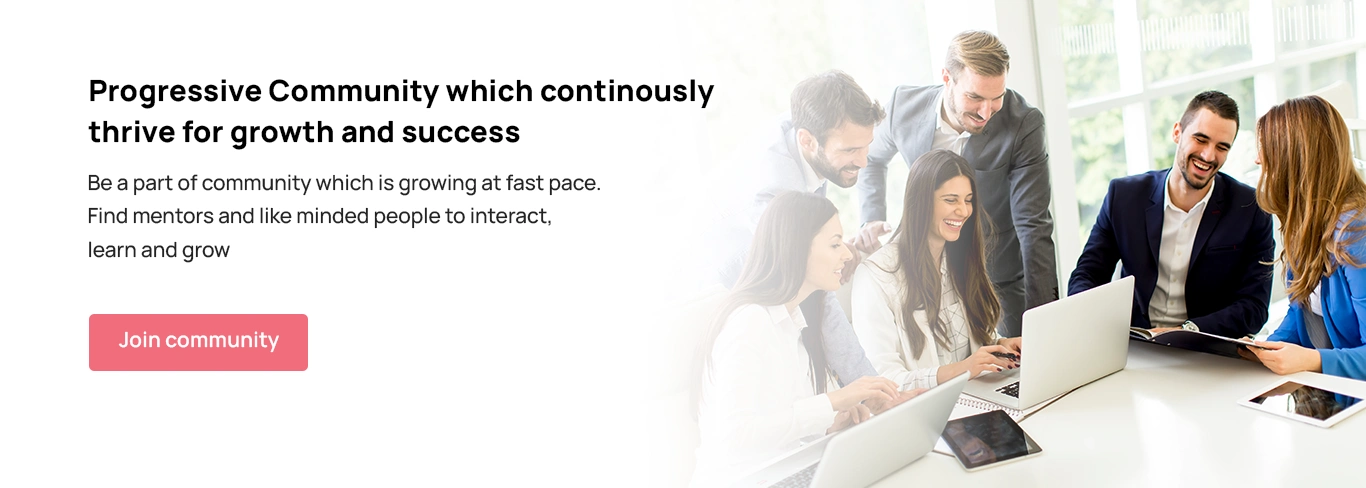 Progressive Community which continously
thrive for growth and success
Be a part of community which is growing at fast pace.
Find mentors and like minded people to interact,
learn and grow
Join community